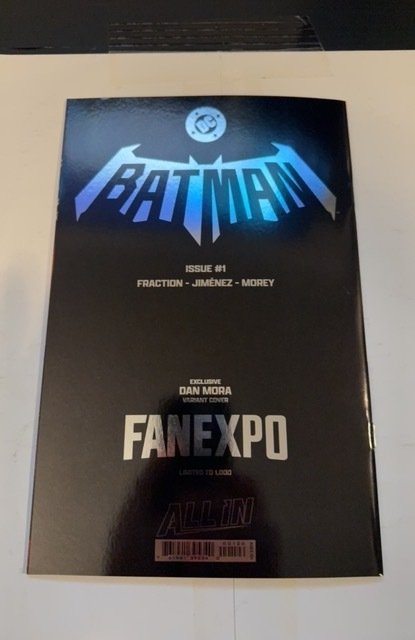 DC
BATMAN
ISSUE #1
FRACTION - JIMÉNEZ - MOREY
EXCLUSIVE
DAN MORA
VARIANT COVER
FANEXPO
LIMITED TO 1,000
ALL IN